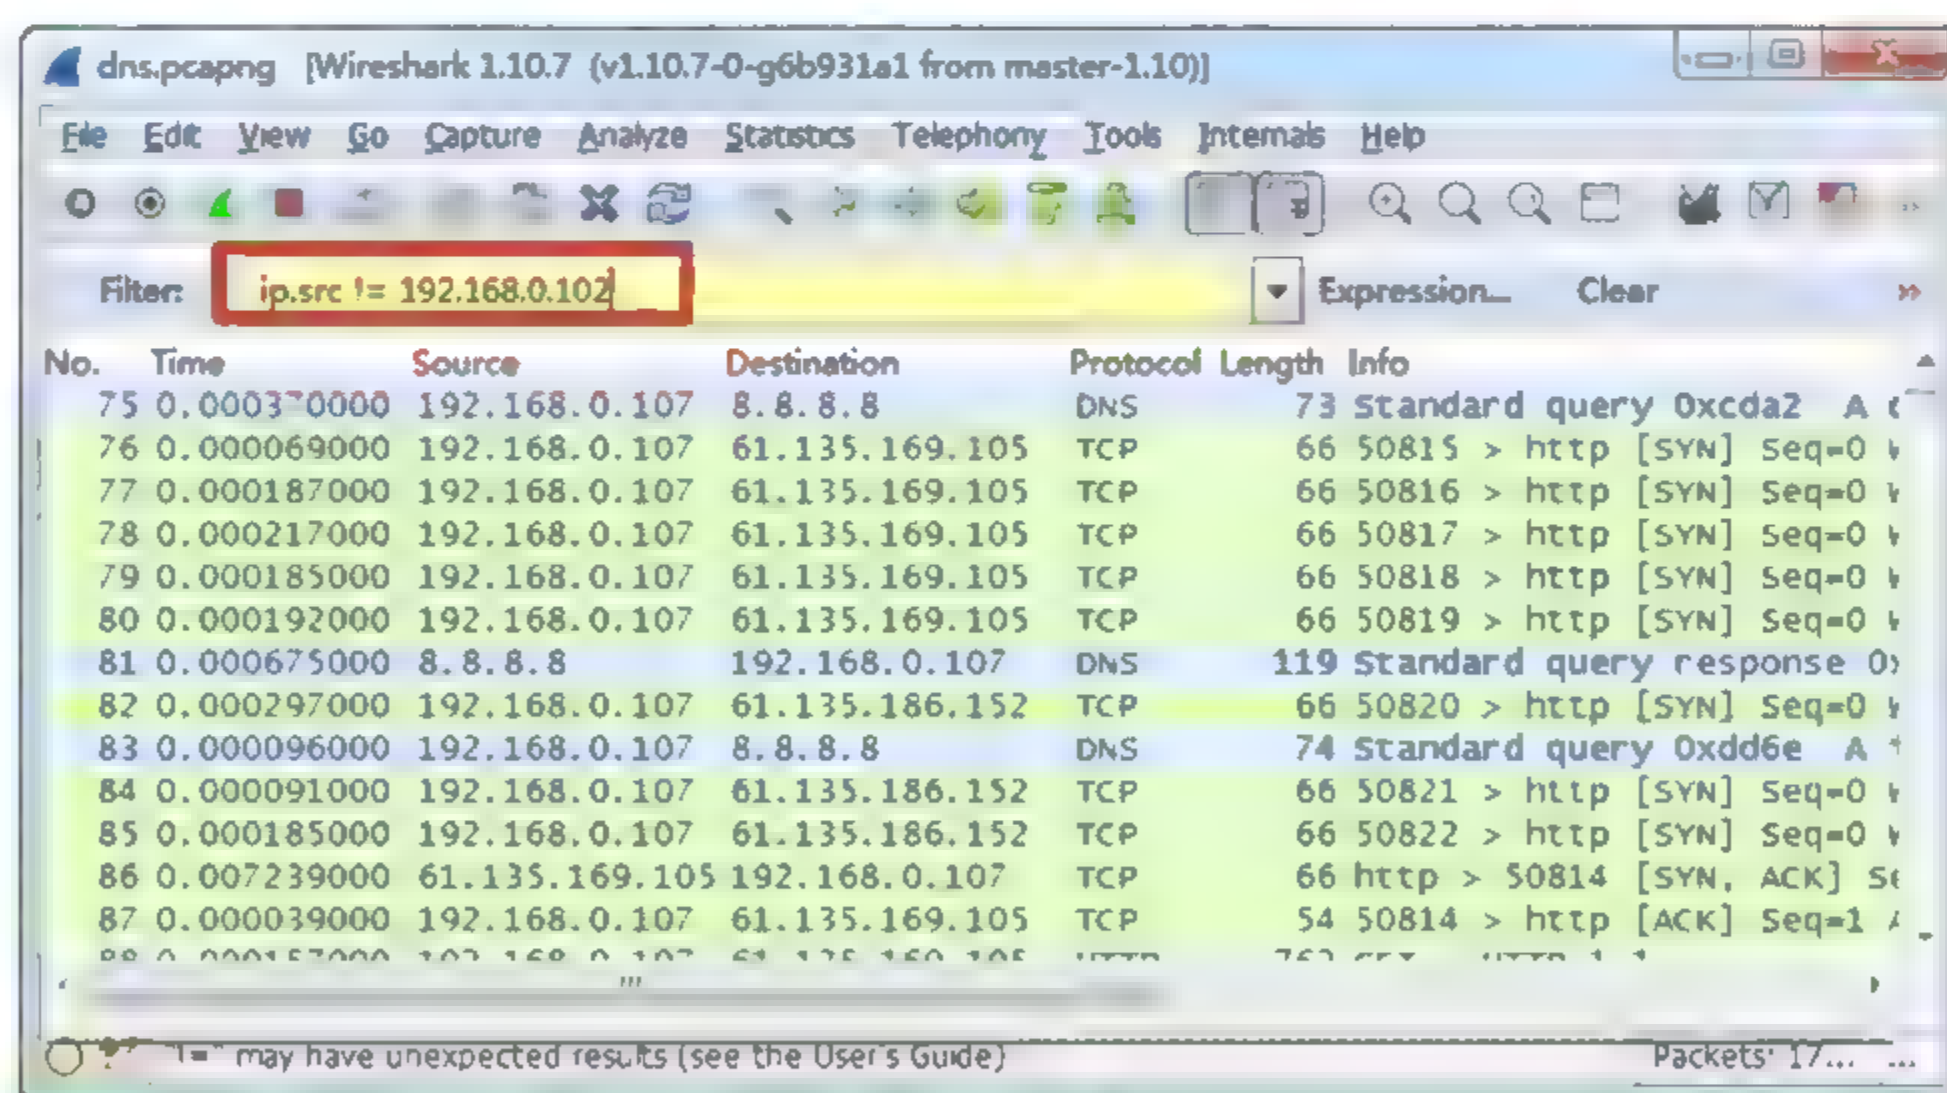 dns.pcapng [Wireshark 1.10.7 (v1.10.7-0-g6b931a1 from master-1.10)]
File Edit View Go Capture Analyze Statistics Telephony Tools Internals Help
Filter: ip.src != 192.168.0.102 Expression... Clear
No. Time Source Destination Protocol Length Info
75 0.000370000 192.168.0.107 8.8.8.8 DNS 73 Standard query 0xcda2 A
76 0.000069000 192.168.0.107 61.135.169.105 TCP 66 50815 > http [SYN] Seq=0
77 0.000187000 192.168.0.107 61.135.169.105 TCP 66 50816 > http [SYN] Seq=0
78 0.000217000 192.168.0.107 61.135.169.105 TCP 66 50817 > http [SYN] Seq=0
79 0.000185000 192.168.0.107 61.135.169.105 TCP 66 50818 > http [SYN] Seq=0
80 0.000192000 192.168.0.107 61.135.169.105 TCP 66 50819 > http [SYN] Seq=0
81 0.000675000 8.8.8.8 192.168.0.107 DNS 119 Standard query response
82 0.000297000 192.168.0.107 61.135.186.152 TCP 66 50820 > http [SYN] Seq=0
83 0.000096000 192.168.0.107 8.8.8.8 DNS 74 Standard query 0xdd6e A
84 0.000091000 192.168.0.107 61.135.186.152 TCP 66 50821 > http [SYN] Seq=0
85 0.000185000 192.168.0.107 61.135.186.152 TCP 66 50822 > http [SYN] Seq=0
86 0.007239000 61.135.169.105 192.168.0.107 TCP 66 http > 50814 [SYN, ACK]
87 0.000039000 192.168.0.107 61.135.169.105 TCP 54 50814 > http [ACK] Seq=1
"!=" may have unexpected results (see the User's Guide) Packets: 17... ...